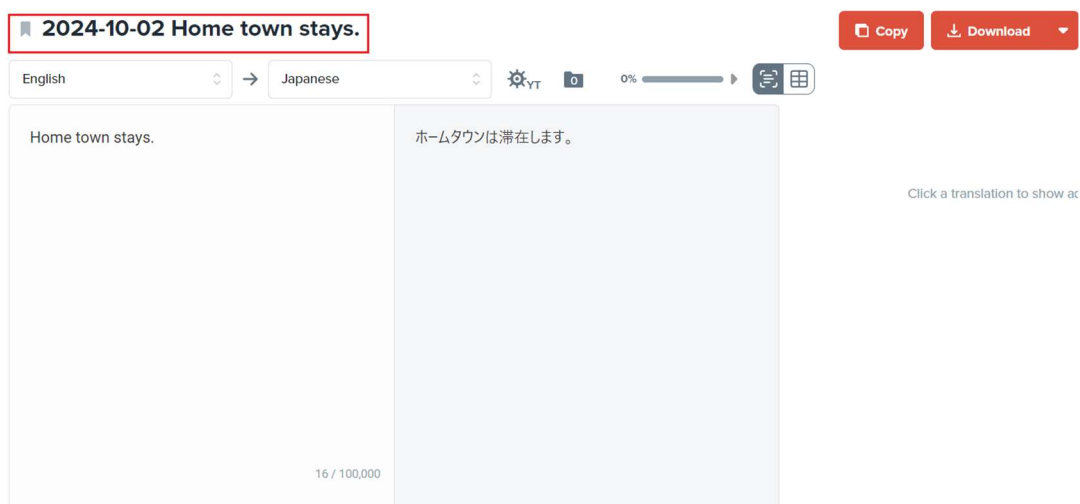 2024-10-02 Home town stays.
Copy
Download
English
Japanese
YT
0
0%
Home town stays.
ホームタウンは滞在します。
Click a translation to show
16 / 100,000